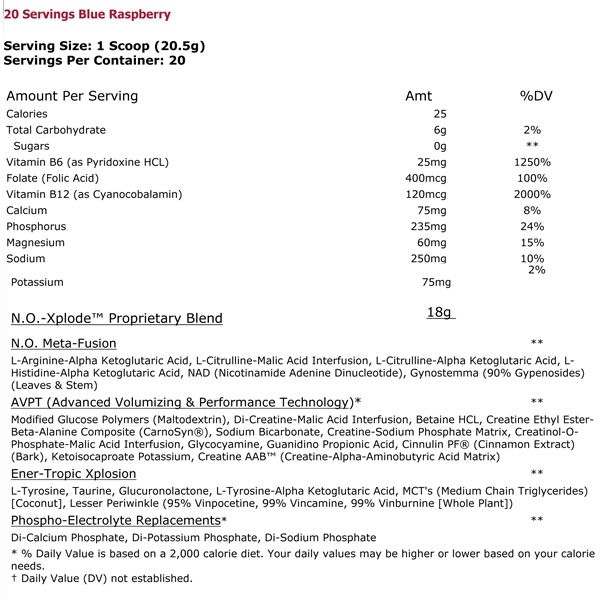 20 Servings Blue Raspberry
Serving Size: 1 Scoop (20.5g)
Servings Per Container: 20
Amount Per Serving Amt %DV
Calories 25
Total Carbohydrate 6g 2%
Sugars 0g **
Vitamin B6 (as Pyridoxine HCL) 25mg 1250%
Folate (Folic Acid) 400mcg 100%
Vitamin B12 (as Cyanocobalamin) 120mcg 2000%
Calcium 75mg 8%
Phosphorus 235mg 24%
Magnesium 60mg 15%
Sodium 250mg 10%
2%
Potassium 75mg
N.O.-Xplode™ Proprietary Blend 18g
N.O. Meta-Fusion **
L-Arginine-Alpha Ketoglutaric Acid, L-Citrulline-Malic Acid Interfusion, L-Citrulline-Alpha Ketoglutaric Acid, L-
Histidine-Alpha Ketoglutaric Acid, NAD (Nicotinamide Adenine Dinucleotide), Gynostemma (90% Gypenosides)
(Leaves & Stem)
AVPT (Advanced Volumizing & Performance Technology)* **
Modified Glucose Polymers (Maltodextrin), Di-Creatine-Malic Acid Interfusion, Betaine HCL, Creatine Ethyl Ester-
Beta-Alanine Composite (CarnoSyn®), Sodium Bicarbonate, Creatine-Sodium Phosphate Matrix, Creatinol-O-
Phosphate-Malic Acid Interfusion, Glycocyamine, Guanidino Propionic Acid, Cinnulin PF® (Cinnamon Extract)
(Bark), Ketoisocaproate Potassium, Creatine AAB™ (Creatine-Alpha-Aminobutyric Acid Matrix)
Ener-Tropic Xplosion **
L-Tyrosine, Taurine, Glucuronolactone, L-Tyrosine-Alpha Ketoglutaric Acid, MCT's (Medium Chain Triglycerides)
[Coconut], Lesser Periwinkle (95% Vinpocetine, 99% Vincamine, 99% Vinburnine [Whole Plant])
Phospho-Electrolyte Replacements* **
Di-Calcium Phosphate, Di-Potassium Phosphate, Di-Sodium Phosphate
* % Daily Value is based on a 2,000 calorie diet. Your daily values may be higher or lower based on your calorie
needs.
† Daily Value (DV) not established.